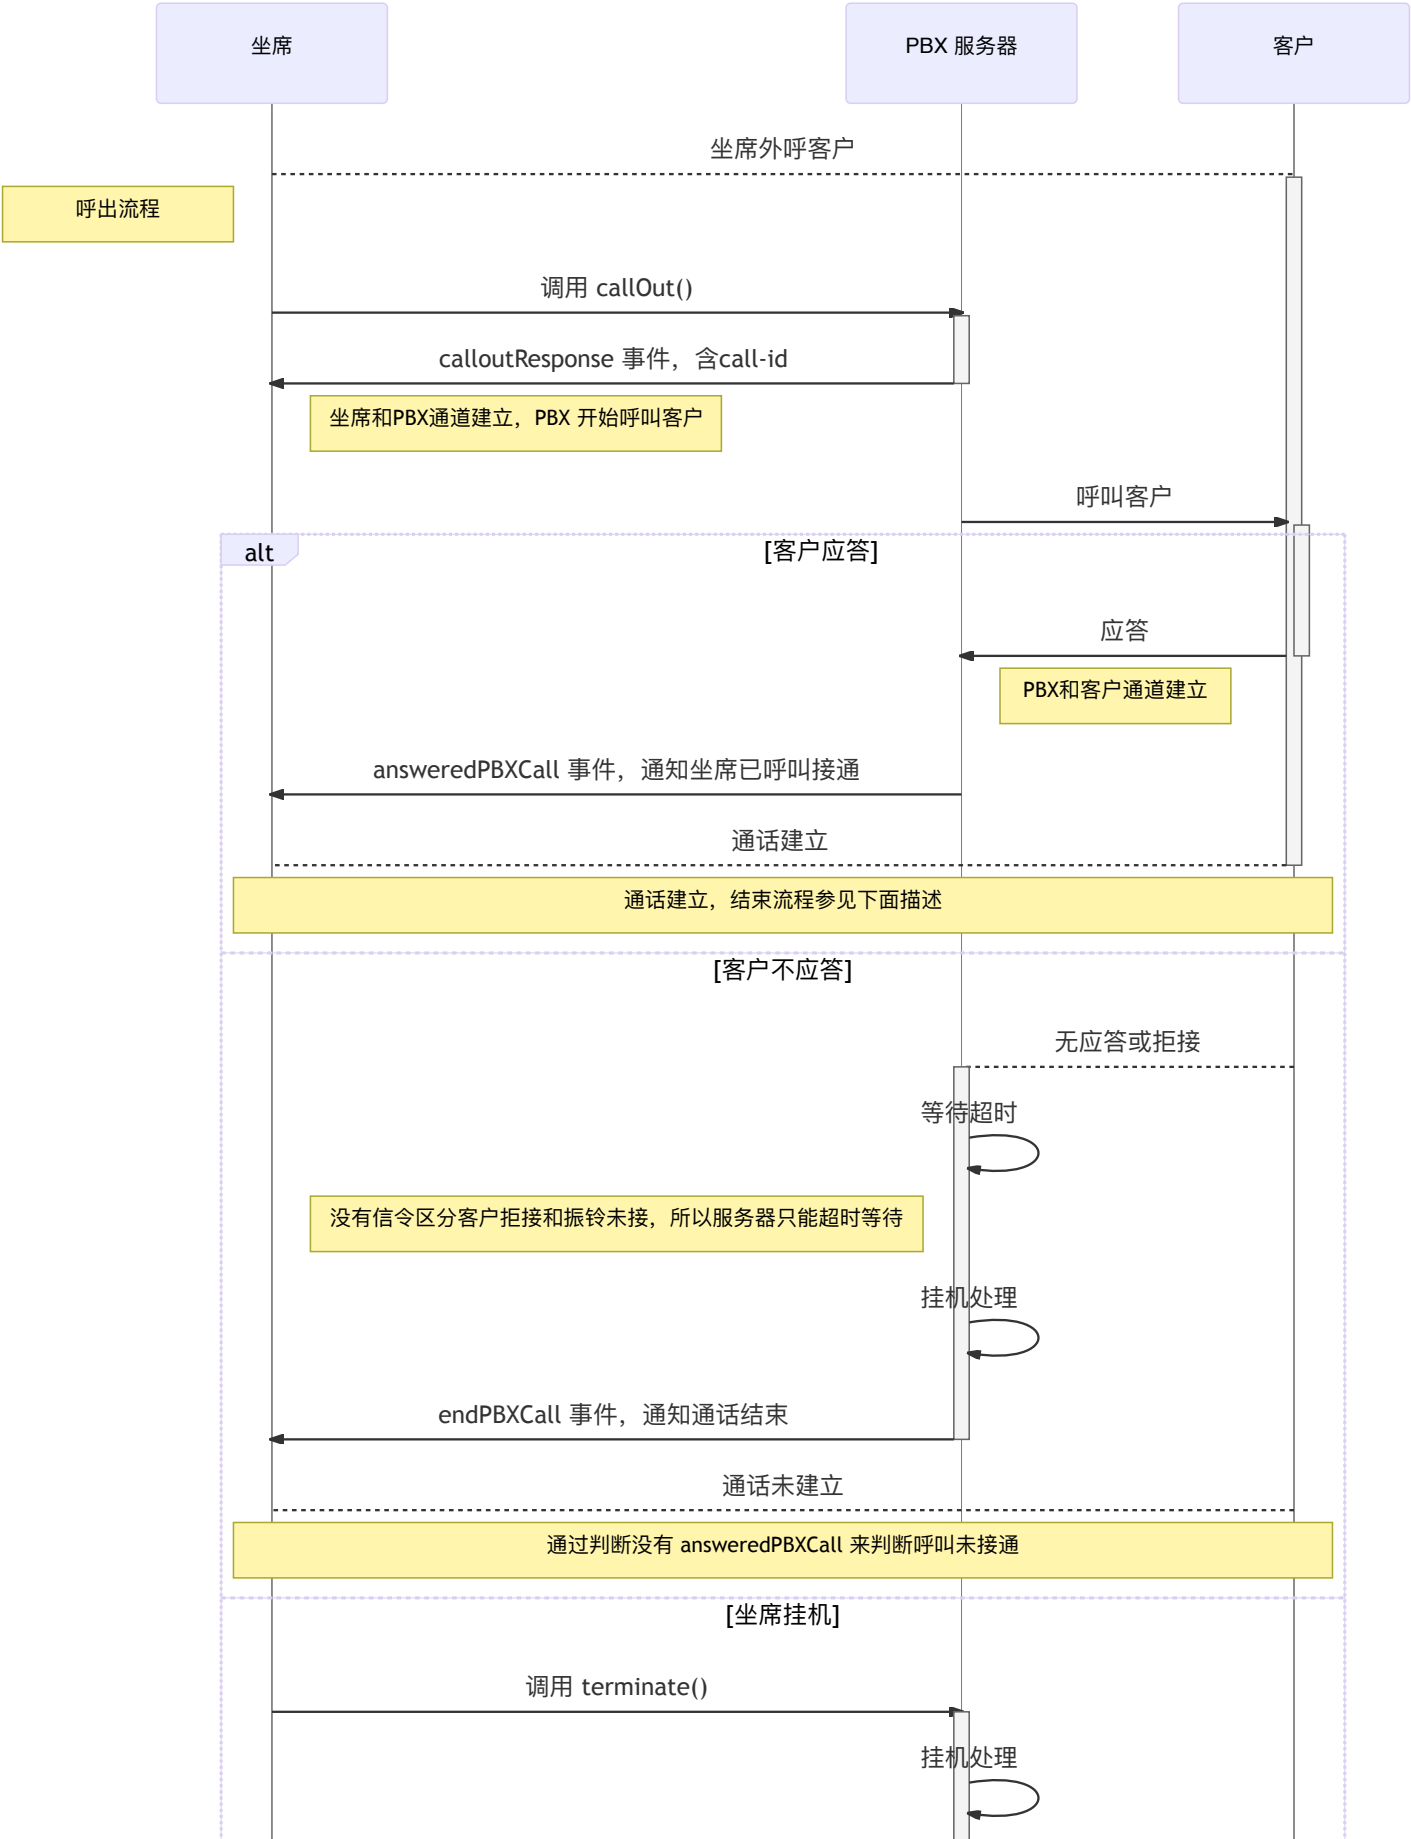 坐席
PBX 服务器
客户
坐席外呼客户
呼出流程
调用 callOut()
calloutResponse 事件，含call-id
坐席和PBX通道建立，PBX 开始呼叫客户
呼叫客户
alt
[客户应答]
应答
PBX和客户通道建立
answeredPBXCall 事件，通知坐席已呼叫接通
通话建立
通话建立，结束流程参见下面描述
[客户不应答]
无应答或拒接
等待超时
没有信令区分客户拒接和振铃未接，所以服务器只能超时等待
挂机处理
endPBXCall 事件，通知通话结束
通话未建立
通过判断没有 answeredPBXCall 来判断呼叫未接通
[坐席挂机]
调用 terminate()
挂机处理